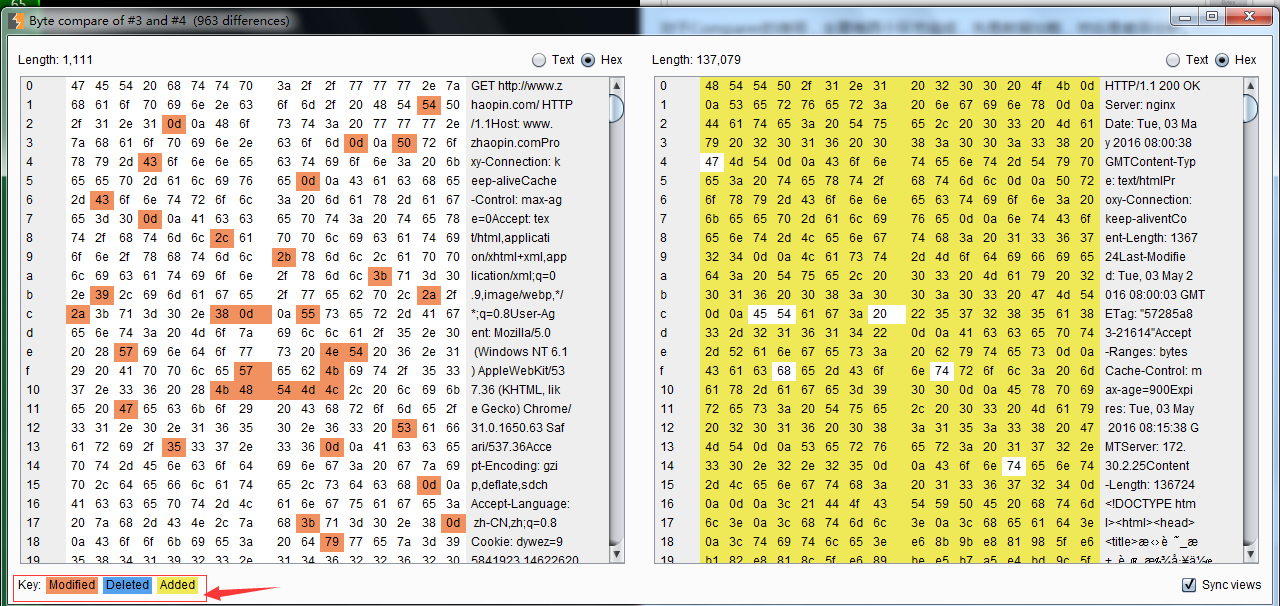 Byte compare of #3 and #4 (963 differences)
Length: 1,111
Text Hex
0 47 45 54 20 68 74 74 70 3a 2f 2f 77 77 77 2e 7a GET http://www.z
1 68 61 6f 70 69 6e 2e 63 6f 6d 2f 20 48 54 54 50 haopin.com/ HTTP
2 2f 31 2e 31 0d 0a 48 6f 73 74 3a 20 77 77 77 2e /1.1Host: www.
3 7a 68 61 6f 70 69 6e 2e 63 6f 6d 0d 0a 50 72 6f zhaopin.comPro
4 78 79 2d 43 6f 6e 6e 65 63 74 69 6f 6e 3a 20 6b xy-Connection: k
5 65 65 70 2d 61 6c 69 76 65 0d 0a 43 61 63 68 65 eep-aliveCache
6 2d 43 6f 6e 74 72 6f 6c 3a 20 6d 61 78 2d 61 67 -Control: max-ag
7 65 3d 30 0d 0a 41 63 63 65 70 74 3a 20 74 65 78 e=0Accept: tex
8 74 2f 68 74 6d 6c 2c 61 70 70 6c 69 63 61 74 69 t/html,applicati
9 6f 6e 2f 78 68 74 6d 6c 2b 78 6d 6c 2c 61 70 70 on/xhtml+xml,app
a 6c 69 63 61 74 69 6f 6e 2f 78 6d 6c 3b 71 3d 30 lication/xml;q=0
b 2e 39 2c 69 6d 61 67 65 2f 77 65 62 70 2c 2a 2f .9,image/webp,*/
c 2a 3b 71 3d 30 2e 38 0d 0a 55 73 65 72 2d 41 67 *;q=0.8User-Ag
d 65 6e 74 3a 20 4d 6f 7a 69 6c 6c 61 2f 35 2e 30 ent: Mozilla/5.0
e 20 28 57 69 6e 64 6f 77 73 20 4e 54 20 36 2e 31 (Windows NT 6.1
f 29 20 41 70 70 6c 65 57 65 62 4b 69 74 2f 35 33 ) AppleWebKit/53
10 37 2e 33 36 20 28 4b 48 54 4d 4c 2c 20 6c 69 6b 7.36 (KHTML, lik
11 65 20 47 65 63 6b 6f 29 20 43 68 72 6f 6d 65 2f e Gecko) Chrome/
12 33 31 2e 30 2e 31 36 35 30 2e 36 33 20 53 61 66 31.0.1650.63 Saf
13 61 72 69 2f 35 33 37 2e 33 36 0d 0a 41 63 63 65 ari/537.36Acce
14 70 74 2d 45 6e 63 6f 64 69 6e 67 3a 20 67 7a 69 pt-Encoding: gzi
15 70 2c 64 65 66 6c 61 74 65 2c 73 64 63 68 0d 0a p,deflate,sdch
16 41 63 63 65 70 74 2d 4c 61 6e 67 75 61 67 65 3a Accept-Language:
17 20 7a 68 2d 43 4e 2c 7a 68 3b 71 3d 30 2e 38 0d zh-CN,zh;q=0.8
18 0a 43 6f 6f 6b 69 65 3a 20 64 79 77 65 7a 3d 39 Cookie: dywez=9
19 35 38 34 31 39 32 33 2e 31 34 36 32 32 36 32 30 5841923.14622620
Length: 137,079
Text Hex
0 48 54 54 50 2f 31 2e 31 20 32 30 30 20 4f 4b 0d HTTP/1.1 200 OK
1 0a 53 65 72 76 65 72 3a 20 6e 67 69 6e 78 0d 0a Server: nginx
2 44 61 74 65 3a 20 54 75 65 2c 20 30 33 20 4d 61 Date: Tue, 03 Ma
3 79 20 32 30 31 36 20 30 38 3a 30 30 3a 33 38 20 y 2016 08:00:38
4 47 4d 54 0d 0a 43 6f 6e 74 65 6e 74 2d 54 79 70 GMTContent-Typ
5 65 3a 20 74 65 78 74 2f 68 74 6d 6c 0d 0a 50 72 e: text/htmlPr
6 6f 78 79 2d 43 6f 6e 6e 65 63 74 69 6f 6e 3a 20 oxy-Connection:
7 6b 65 65 70 2d 61 6c 69 76 65 0d 0a 6e 74 43 6f keep-aliventCo
8 65 6e 74 2d 4c 65 6e 67 74 68 3a 20 31 33 36 37 ent-Length: 1367
9 32 34 0d 0a 4c 61 73 74 2d 4d 6f 64 69 66 69 65 24Last-Modifie
a 64 3a 20 54 75 65 2c 20 30 33 20 4d 61 79 20 32 d: Tue, 03 May 2
b 30 31 36 20 30 38 3a 30 30 3a 30 33 20 47 4d 54 016 08:00:03 GMT
c 0d 0a 45 54 61 67 3a 20 22 35 37 32 38 35 61 38 ETag: "57285a8
d 33 2d 32 31 36 31 34 22 0d 0a 41 63 63 65 70 74 3-21614"Accept
e 2d 52 61 6e 67 65 73 3a 20 62 79 74 65 73 0d 0a -Ranges: bytes
f 43 61 63 68 65 2d 43 6f 6e 74 72 6f 6c 3a 20 6d Cache-Control: m
10 61 78 2d 61 67 65 3d 39 30 30 0d 0a 45 78 70 69 ax-age=900Expi
11 72 65 73 3a 20 54 75 65 2c 20 30 33 20 4d 61 79 res: Tue, 03 May
12 20 32 30 31 36 20 30 38 3a 31 35 3a 33 38 20 47 2016 08:15:38 G
13 4d 54 0d 0a 53 65 72 76 65 72 3a 20 31 37 32 2e MTServer: 172.
14 33 30 2e 32 2e 32 35 0d 0a 43 6f 6e 74 65 6e 74 30.2.25Content
15 2d 4c 65 6e 67 74 68 3a 20 31 33 36 37 32 34 0d -Length: 136724
16 0a 0d 0a 3c 21 44 4f 43 54 59 50 45 20 68 74 6d <!DOCTYPE htm
17 6c 3e 0a 3c 68 74 6d 6c 3e 0a 3c 68 65 61 64 3e l><html><head>
18 0a 3c 74 69 74 6c 65 3e e6 8b 9b e8 81 98 5f e6 <title>
19 b1 82 e8 81 8c 5f e6 89 be e5 b7 a5 e4 bd 9c 5f
Key: Modified Deleted Added
Sync views